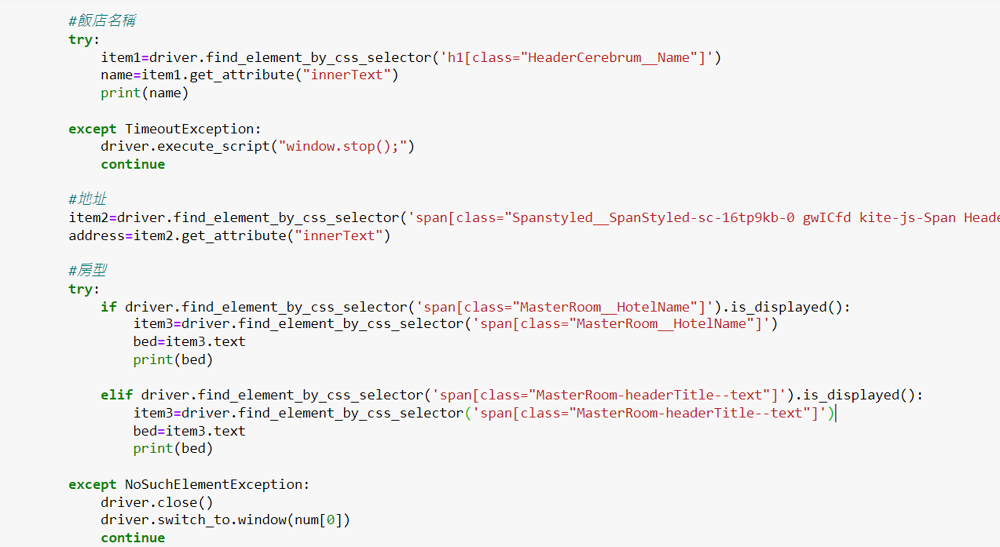 #飯店名稱
try:
    item1=driver.find_element_by_css_selector('h1[class="HeaderCerebrum__Name"]')
    name=item1.get_attribute("innerText")
    print(name)
except TimeoutException:
    driver.execute_script("window.stop();")
    continue
#地址
item2=driver.find_element_by_css_selector('span[class="Spanstyled__SpanStyled-sc-16tp9kb-0 gwICfd kite-js-Span Heade
address=item2.get_attribute("innerText")
#房型
try:
    if driver.find_element_by_css_selector('span[class="MasterRoom__HotelName"]').is_displayed():
        item3=driver.find_element_by_css_selector('span[class="MasterRoom__HotelName"]')
        bed=item3.text
        print(bed)
    elif driver.find_element_by_css_selector('span[class="MasterRoom-headerTitle--text"]').is_displayed():
        item3=driver.find_element_by_css_selector('span[class="MasterRoom-headerTitle--text"]')
        bed=item3.text
        print(bed)
except NoSuchElementException:
    driver.close()
    driver.switch_to.window(num[0])
    continue